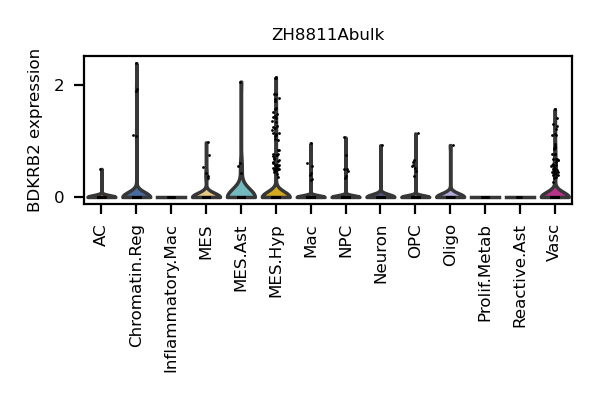 ZH8811Abulk
BDKRB2 expression
2
0
AC
Chromatin.Reg
Inflammatory.Mac
MES
MES.Ast
MES.Hyp
Mac
NPC
Neuron
OPC
Oligo
Prolif.Metab
Reactive.Ast
Vasc